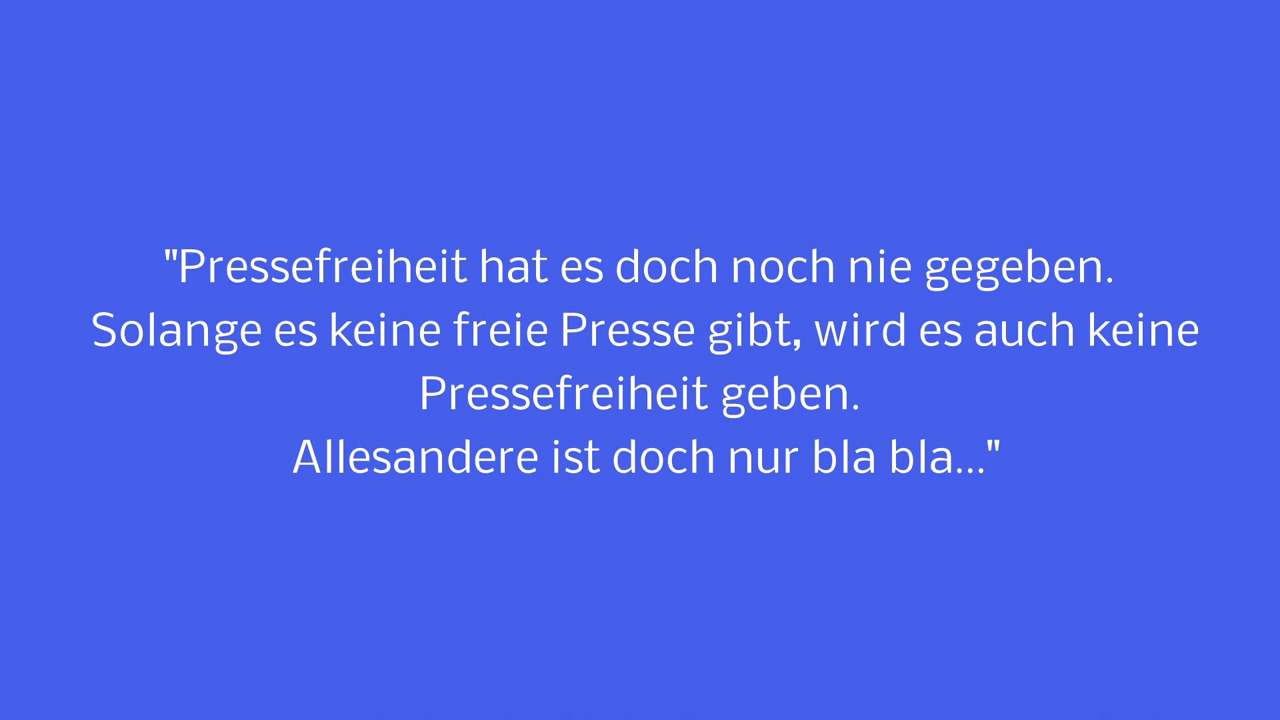 "Pressefreiheit hat es doch noch nie gegeben.
Solange es keine freie Presse gibt, wird es auch keine
Pressefreiheit geben.
Allesandere ist doch nur bla bla..."